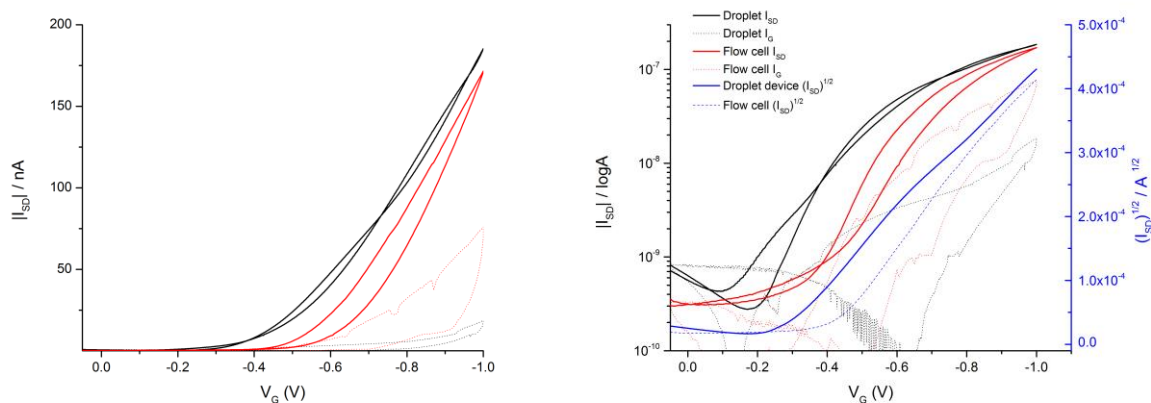 200
150
100
50
|I_SD| / nA
0.0 -0.2 -0.4 -0.6 -0.8 -1.0
V_G (V)
Droplet I_SD
Droplet I_G
Flow cell I_SD
Flow cell I_G
Droplet device (I_SD)^1/2
Flow cell (I_SD)^1/2
10^-7
10^-8
10^-9
10^-10
|I_SD| / logA
0.0 -0.2 -0.4 -0.6 -0.8 -1.0
V_G (V)
5.0x10^-4
4.0x10^-4
3.0x10^-4
2.0x10^-4
1.0x10^-4
0.0
(I_SD)^1/2 / A^1/2